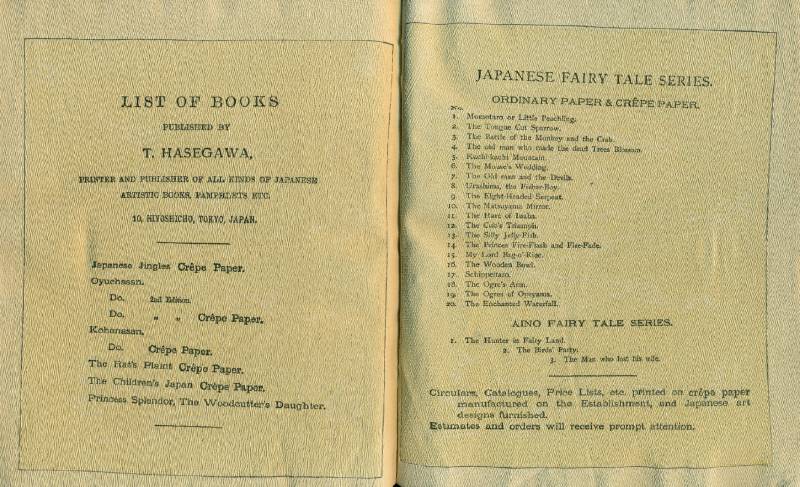 LIST OF BOOKS
PUBLISHED BY
T. HASEGAWA,
PRINTER AND PUBLISHER OF ALL KINDS OF JAPANESE
ARTISTIC BOOKS, PAMPHLETS ETC.
10, HIYOSHICHO, TOKYO, JAPAN.
Japanese Jingles Crêpe Paper.
Oyuchasan.
Do. 2nd Edition.
Do. „ „ Crêpe Paper.
Kohanasan.
Do. Crêpe Paper.
The Rat's Plaint Crêpe Paper.
The Children's Japan Crêpe Paper.
Princess Splendor, The Woodcutter's Daughter.
JAPANESE FAIRY TALE SERIES.
ORDINARY PAPER & CRÊPE PAPER.
No.
1. Momotaro or Little Peachling.
2. The Tongue Cut Sparrow.
3. The Battle of the Monkey and the Crab.
4. The old man who made the dead Trees Blossom.
5. Kachi-kachi Mountain.
6. The Mouse's Wedding.
7. The Old man and the Devils.
8. Urashima, the Fisher-Boy.
9. The Eight-Headed Serpent.
10. The Matsuyama Mirror.
11. The Hare of Inaba.
12. The Cub's Triumph.
13. The Silly Jelly-Fish.
14. The Princes Fire-Flash and Fire-Fade.
15. My Lord Bag-o'-Rice.
16. The Wooden Bowl.
17. Schippeitaro.
18. The Ogre's Arm.
19. The Ogres of Oyeyama.
20. The Enchanted Waterfall.
AINO FAIRY TALE SERIES.
1. The Hunter in Fairy Land.
2. The Birds' Party.
3. The Man who lost his wife.
Circulars, Catalogues, Price Lists, etc. printed on crêpe paper
manufactured on the Establishment, and Japanese art
designs furnished.
Estimates and orders will receive prompt attention.